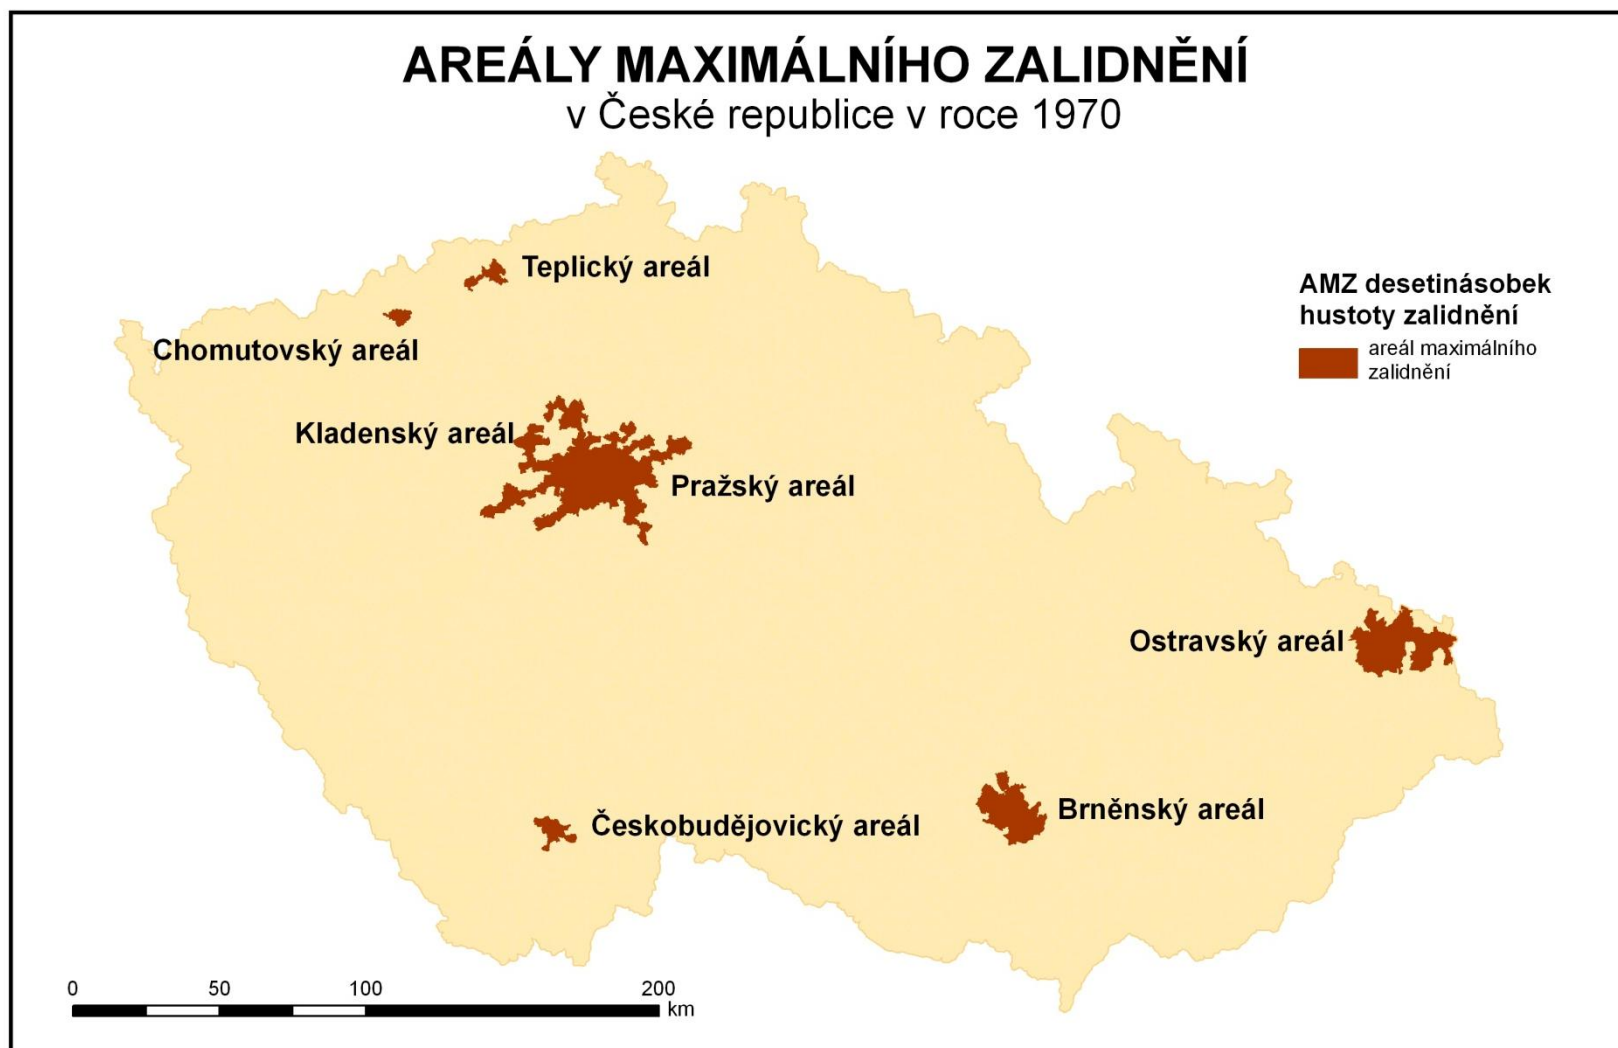 AREÁLY MAXIMÁLNÍHO ZALIDNĚNÍ
v České republice v roce 1970
Teplický areál
Chomutovský areál
AMZ desetinásobek
hustoty zalidnění
areál maximálního
zalidnění
Kladenský areál
Pražský areál
Ostravský areál
Brněnský areál
Českobudějovický areál
0 50 100 200
km